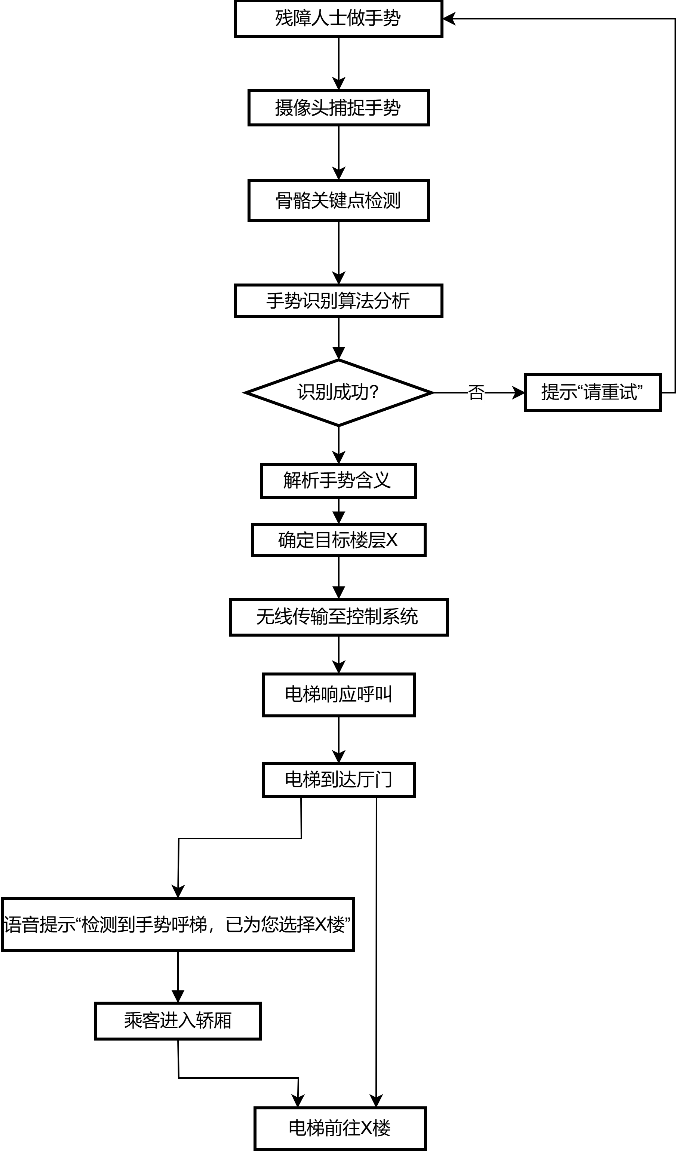 残障人士做手势
摄像头捕捉手势
骨骼关键点检测
手势识别算法分析
识别成功?
否
提示“请重试”
解析手势含义
确定目标楼层X
无线传输至控制系统
电梯响应呼叫
电梯到达厅门
语音提示“检测到手势呼梯，已为您选择X楼”
乘客进入轿厢
电梯前往X楼